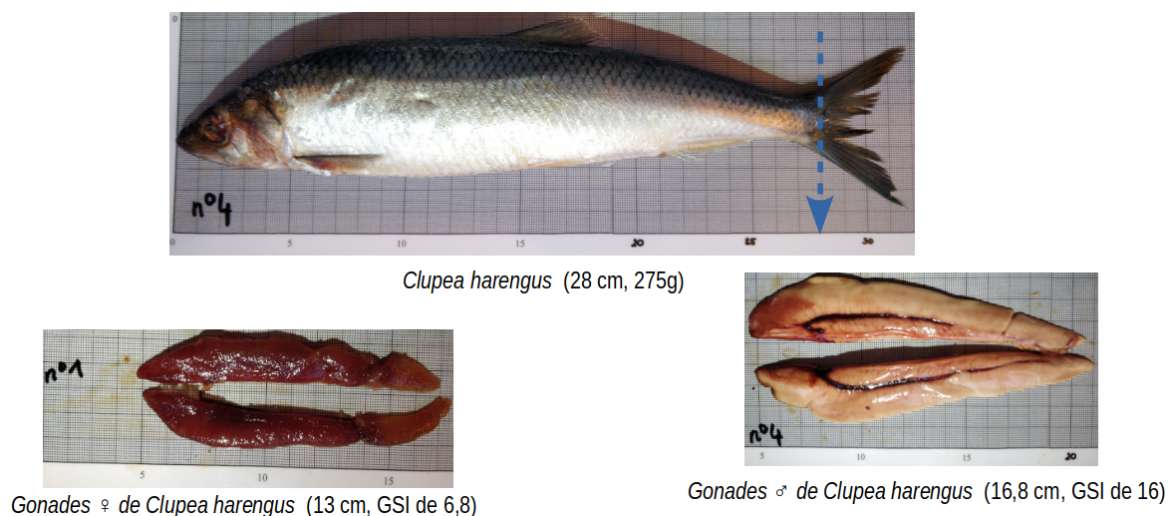 0
n°4
0 5 10 15 20 25 30
Clupea harengus (28 cm, 275g)
n°1
5 10 15
Gonades ♀ de Clupea harengus (13 cm, GSI de 6,8)
n°4
5 10 15 20
Gonades ♂ de Clupea harengus (16,8 cm, GSI de 16)